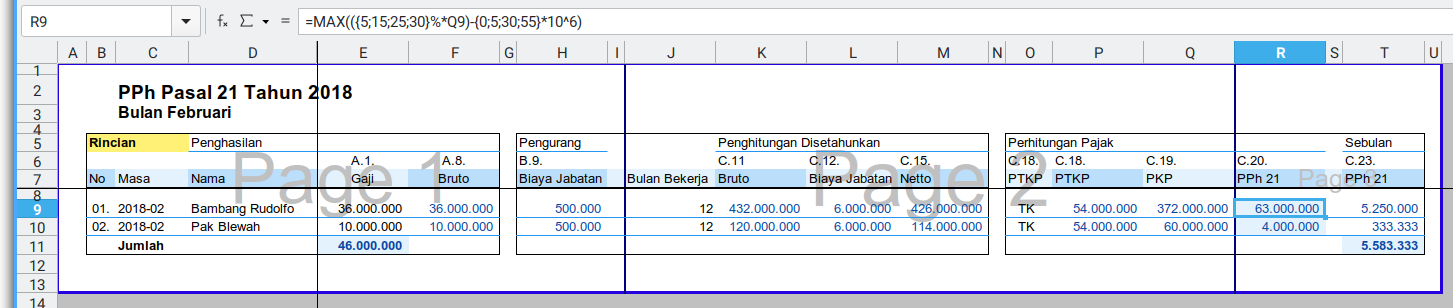 R9 =MAX(({5;15;25;30}%*Q9)-{0;5;30;55}*10^6)
A B C D E F G H I J K L M N O P Q R S T U
1
2 PPh Pasal 21 Tahun 2018
3 Bulan Februari
4
5 Rincian Penghasilan Pengurang Penghitungan Disetahunkan Perhitungan Pajak Sebulan
6 A.1. A.8. B.9. C.11 C.12. C.15. C.18. C.18. C.19. C.20. C.23.
7 No Masa Nama Gaji Bruto Biaya Jabatan Bulan Bekerja Bruto Biaya Jabatan Netto PTKP PTKP PKP PPh 21 PPh 21
Page 1 Page 2 Page 3
8
9 01. 2018-02 Bambang Rudolfo 36.000.000 36.000.000 500.000 12 432.000.000 6.000.000 426.000.000 TK 54.000.000 372.000.000 63.000.000 5.250.000
10 02. 2018-02 Pak Blewah 10.000.000 10.000.000 500.000 12 120.000.000 6.000.000 114.000.000 TK 54.000.000 60.000.000 4.000.000 333.333
11 Jumlah 46.000.000 5.583.333
12
13
14